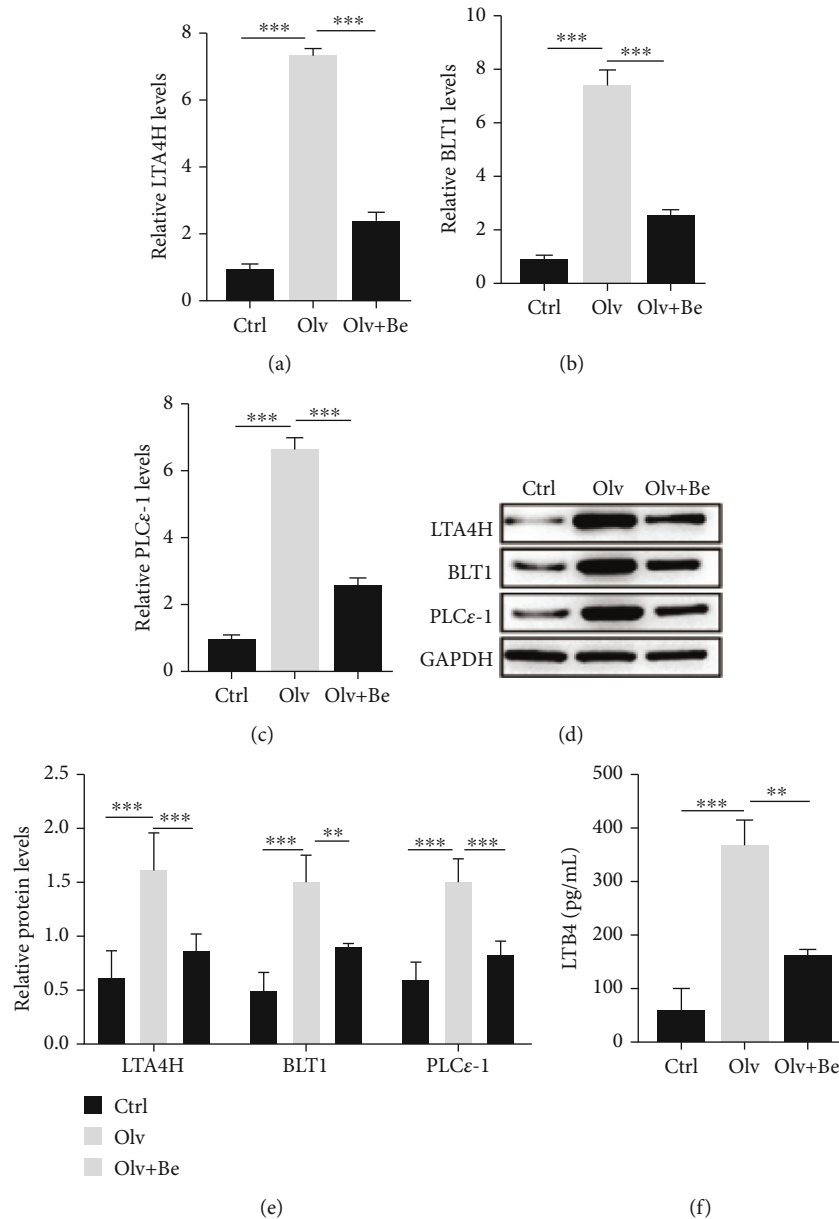 *** ***
Relative LTA4H levels
8
6
4
2
0
Ctrl Olv Olv+Be
(a)
*** ***
Relative BLT1 levels
10
8
6
4
2
0
Ctrl Olv Olv+Be
(b)
*** ***
Relative PLCε-1 levels
8
6
4
2
0
Ctrl Olv Olv+Be
(c)
Ctrl Olv Olv+Be
LTA4H
BLT1
PLCε-1
GAPDH
(d)
*** *** *** ** *** ***
Relative protein levels
2.5
2.0
1.5
1.0
0.5
0.0
LTA4H BLT1 PLCε-1
Ctrl
Olv
Olv+Be
(e)
*** **
LTB4 (pg/mL)
500
400
300
200
100
0
Ctrl Olv Olv+Be
(f)